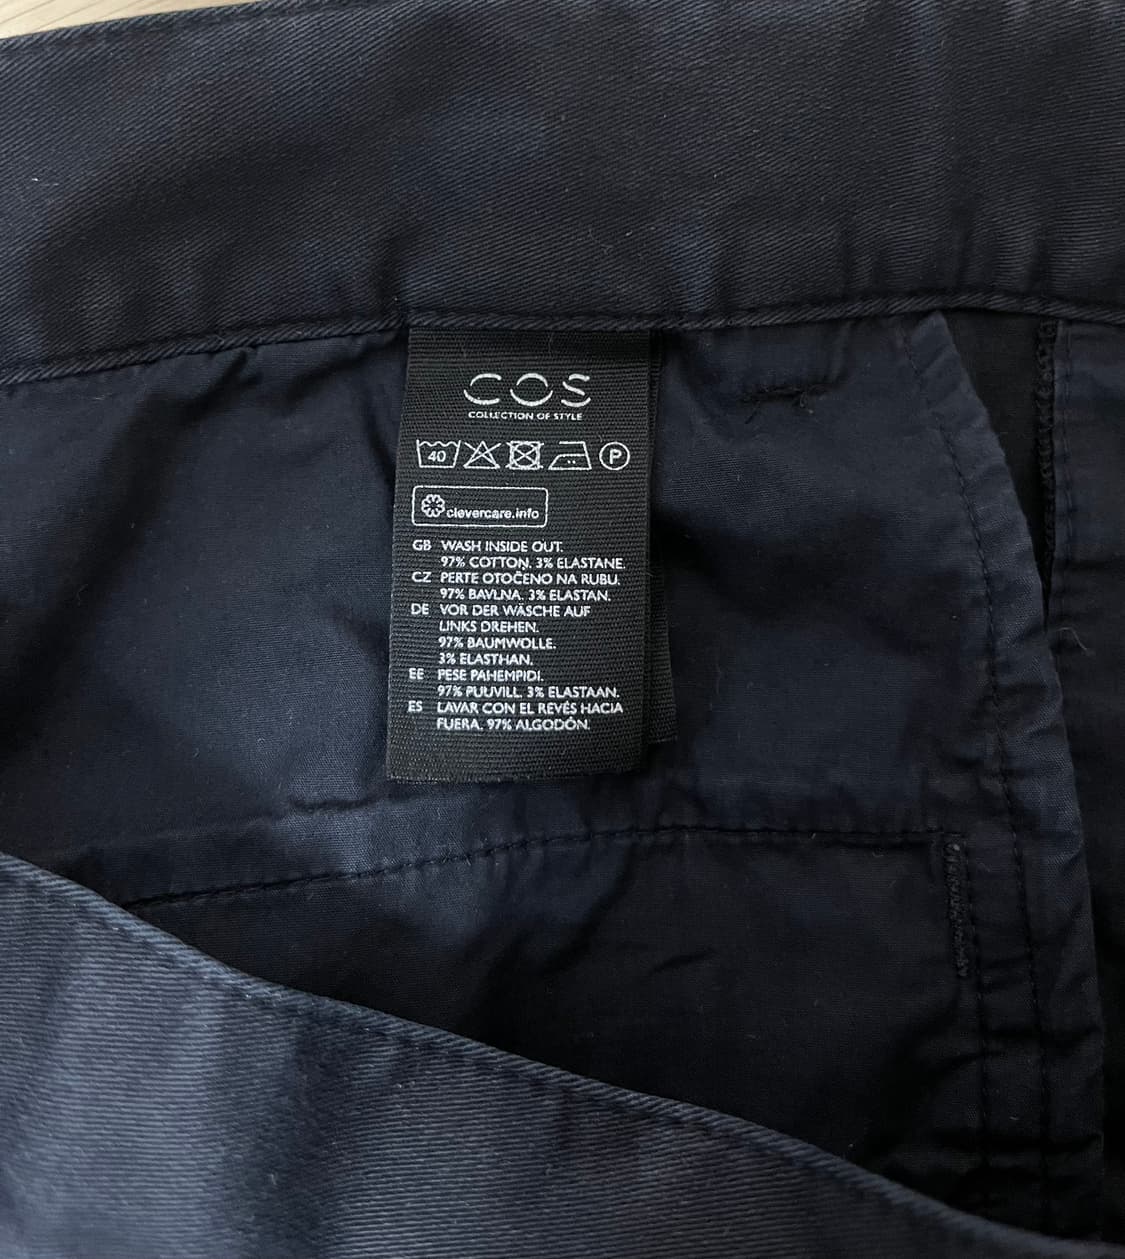 COS
COLLECTION OF STYLE
40 P
clevercare.info
GB WASH INSIDE OUT.
97% COTTON. 3% ELASTANE.
CZ PERTE OTOČENO NA RUBU.
97% BAVLNA. 3% ELASTAN.
DE VOR DER WÄSCHE AUF
LINKS DREHEN.
97% BAUMWOLLE.
3% ELASTHAN.
EE PESE PAHEMPIDI.
97% PUUVILL. 3% ELASTAAN.
ES LAVAR CON EL REVÉS HACIA
FUERA. 97% ALGODÓN.